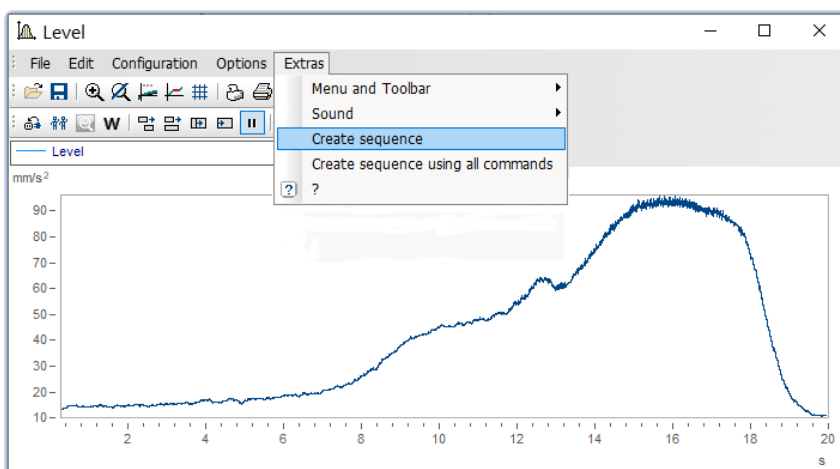 Level
File Edit Configuration Options Extras
Menu and Toolbar
Sound
Create sequence
Create sequence using all commands
?
W
Level
mm/s²
90
80
70
60
50
40
30
20
10
2 4 6 8 10 12 14 16 18 20
s